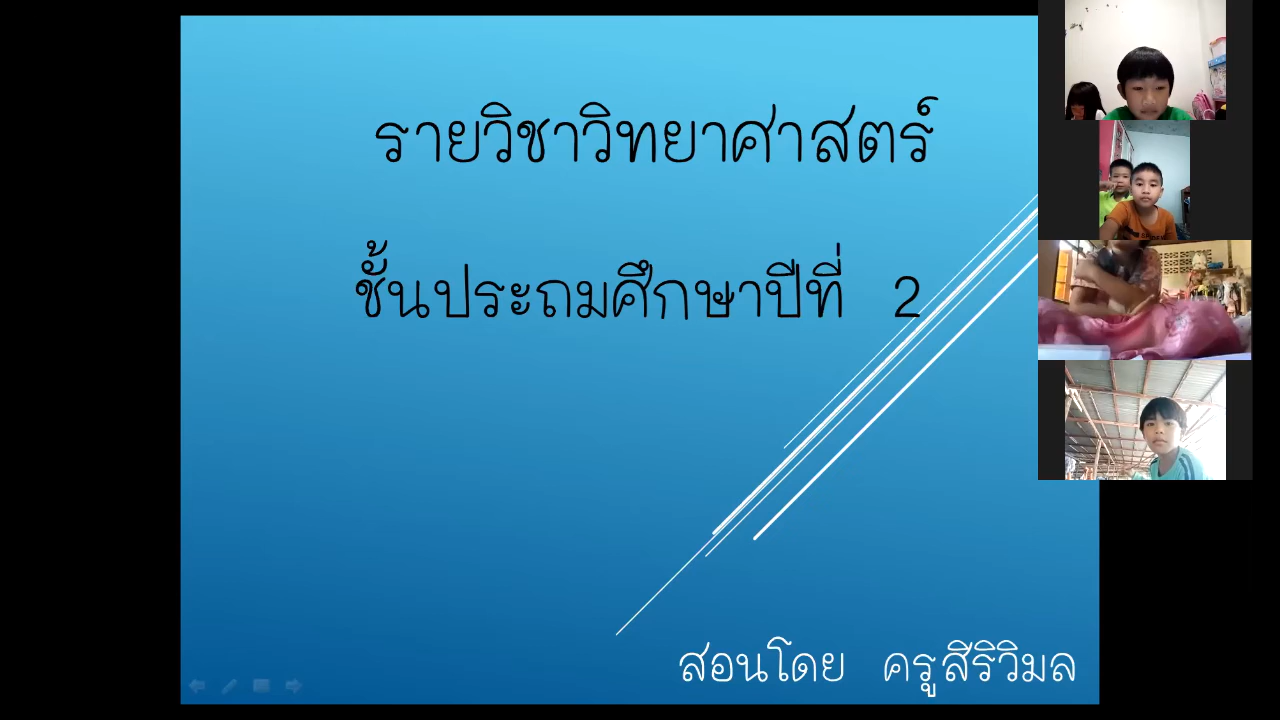 รายวิชาวิทยาศาสตร์
ชั้นประถมศึกษาปีที่ 2
สอนโดย ครูสิริวิมล